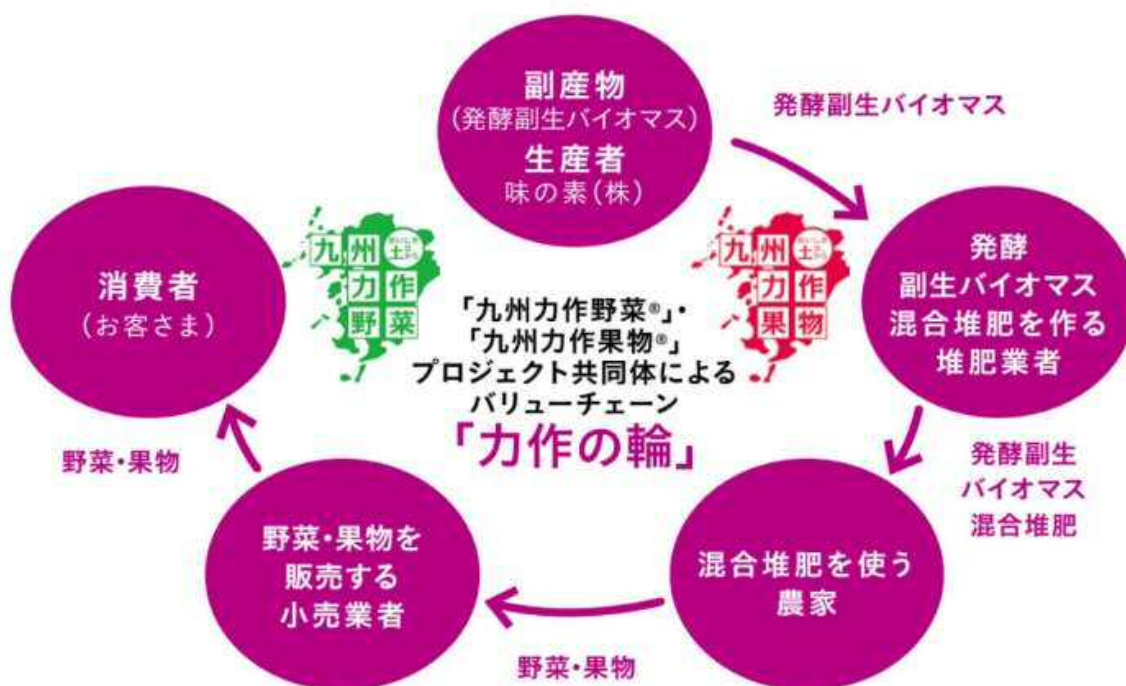 副産物
(発酵副生バイオマス)
生産者
味の素(株)
発酵副生バイオマス
発酵
副生バイオマス
混合堆肥を作る
堆肥業者
発酵副生
バイオマス
混合堆肥
混合堆肥を使う
農家
野菜・果物
野菜・果物を
販売する
小売業者
野菜・果物
消費者
(お客さま)
九州
力作
野菜
九州
力作
果物
「九州力作野菜®」・
「九州力作果物®」
プロジェクト共同体による
バリューチェーン
「力作の輪」